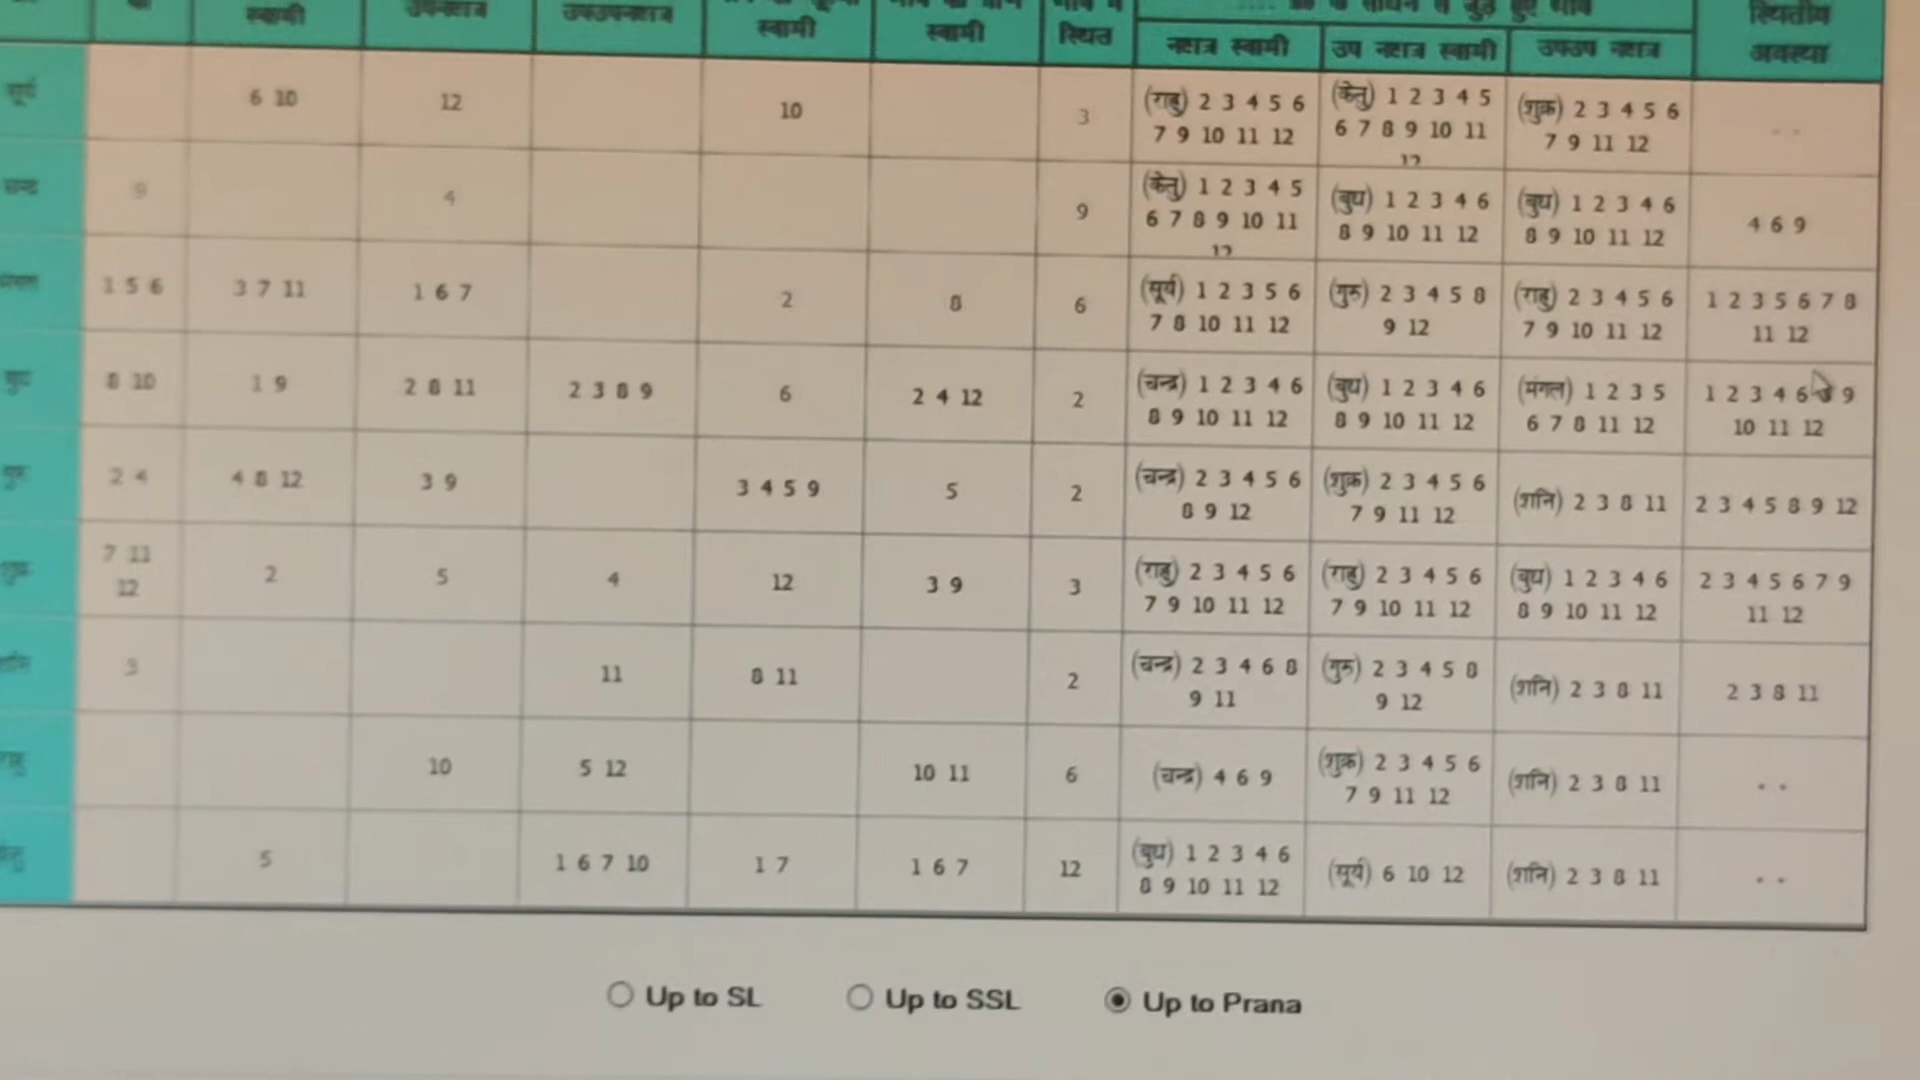 स्वामी उपनक्षत्र उपउपनक्षत्र
स्वामी स्वामी स्थित स्थितीय
नक्षत्र स्वामी उप नक्षत्र स्वामी उपउप नक्षत्र अवस्था
सूर्य 6 10 12 10 3 (राहु) 2 3 4 5 6 (केतु) 1 2 3 4 5 (शुक्र) 2 3 4 5 6 - -
7 9 10 11 12 6 7 8 9 10 11 7 9 11 12
12
चन्द्र 9 4 9 (केतु) 1 2 3 4 5 (बुध) 1 2 3 4 6 (बुध) 1 2 3 4 6 4 6 9
6 7 8 9 10 11 8 9 10 11 12 8 9 10 11 12
12
मंगल 1 5 6 3 7 11 1 6 7 2 8 6 (सूर्य) 1 2 3 5 6 (गुरू) 2 3 4 5 8 (राहु) 2 3 4 5 6 1 2 3 5 6 7 8
7 8 10 11 12 9 12 7 9 10 11 12 11 12
बुध 8 10 1 9 2 8 11 2 3 8 9 6 2 4 12 2 (चन्द्र) 1 2 3 4 6 (बुध) 1 2 3 4 6 (मंगल) 1 2 3 5 1 2 3 4 6 8 9
8 9 10 11 12 8 9 10 11 12 6 7 8 11 12 10 11 12
गुरू 2 4 4 8 12 3 9 3 4 5 9 5 2 (चन्द्र) 2 3 4 5 6 (शुक्र) 2 3 4 5 6 (शनि) 2 3 8 11 2 3 4 5 8 9 12
8 9 12 7 9 11 12
शुक्र 7 11 2 5 4 12 3 9 3 (राहु) 2 3 4 5 6 (राहु) 2 3 4 5 6 (बुध) 1 2 3 4 6 2 3 4 5 6 7 9
12 7 9 10 11 12 7 9 10 11 12 8 9 10 11 12 11 12
शनि 3 11 8 11 2 (चन्द्र) 2 3 4 6 8 (गुरू) 2 3 4 5 8 (शनि) 2 3 8 11 2 3 8 11
9 11 9 12
राहु 10 5 12 10 11 6 (चन्द्र) 4 6 9 (शुक्र) 2 3 4 5 6 (शनि) 2 3 8 11 - -
7 9 11 12
केतु 5 1 6 7 10 1 7 1 6 7 12 (बुध) 1 2 3 4 6 (सूर्य) 6 10 12 (शनि) 2 3 8 11 - -
8 9 10 11 12
Up to SL Up to SSL Up to Prana